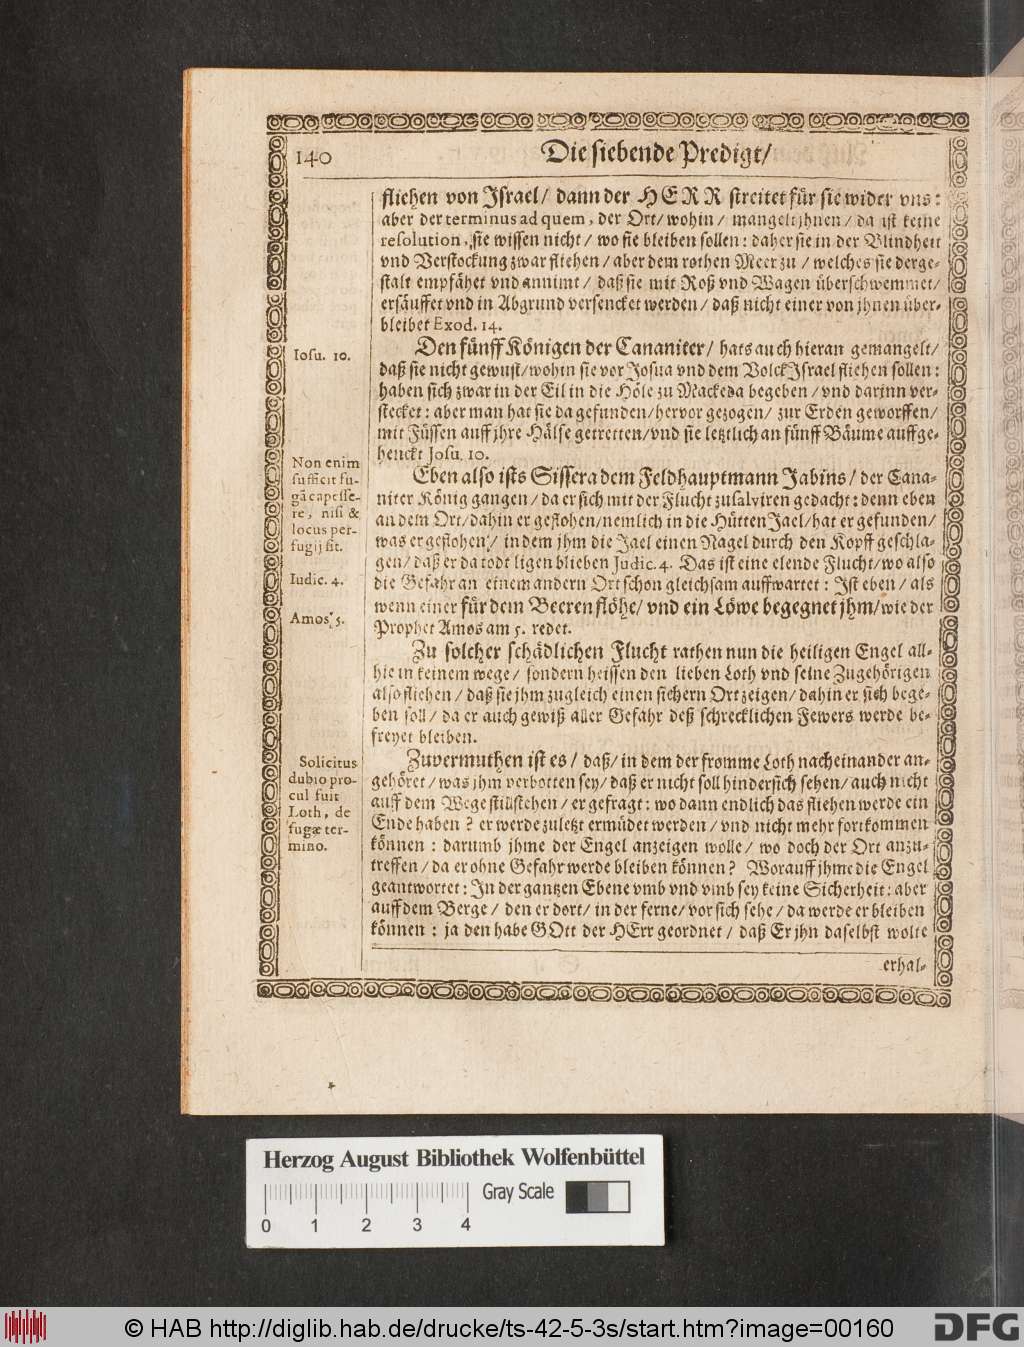 140
Die siebende Predigt/
fliehen von Israel/ dann der HERR streitet für sie wider vns:
aber der terminus ad quem, der Ort/ wohin/ mangelt jhnen/ da ist keine
resolution, sie wissen nicht/ wo sie bleiben sollen: daher sie in der Blindheit
vnd Verstockung zwar fliehen/ aber dem rothen Meer zu/ welches sie derge-
stalt empfähet vnd annimt/ daß sie mit Roß vnd Wagen überschwemmet/
ersäuffet vnd in Abgrund versencket werden/ daß nicht einer von jhnen über-
bleibet Exod. 14.
Iosu. 10.
Den fünff Königen der Cananiter/ hats auch hieran gemangelt/
daß sie nicht gewust/ wohin sie vor Josua vnd dem Volck Israel fliehen sollen:
haben sich zwar in der Eil in die Höle zu Mackeda begeben/ vnd darinn ver-
stecket: aber man hat sie da gefunden/ hervor gezogen/ zur Erden geworffen/
mit Füssen auff jhre Hälse getretten/ vnd sie letztlich an fünff Bäume auffge-
henckt Josu. 10.
Non enim
sufficit fu-
gā capesse-
re, nisi &
locus per-
fugij sit.
Iudic. 4.
Amos 5.
Eben also ists Sissera dem Feldhauptmann Jabins/ der Cana-
niter König gangen/ da er sich mit der Flucht zu salviren gedacht: denn eben
an dem Ort/ dahin er geflohen/ nemlich in die Hütten Jael/ hat er gefunden/
was er geflohen/ in dem jhm die Jael einen Nagel durch den Kopff geschla-
gen/ daß er da todt ligen blieben Judic. 4. Das ist eine elende Flucht/ wo also
die Gefahr an einem andern Ort schon gleichsam auffwartet: Ist eben/ als
wenn einer für dem Beeren flöhe/ vnd ein Löwe begegnet jhm/ wie der
Prophet Amos am 5. redet.
Zu solcher schädlichen Flucht rathen nun die heiligen Engel all-
hie in keinem wege/ sondern heissen den lieben Loth vnd seine Zugehörigen
also fliehen/ daß sie jhm zugleich einen sichern Ort zeigen/ dahin er sich bege-
ben soll/ da er auch gewiß aller Gefahr deß schrecklichen Fewers werde be-
freyet bleiben.
Solicitus
dubio pro-
cul fuit
Loth, de
fugæ ter-
mino.
Zuvermuthen ist es/ daß/ in dem der fromme Loth nacheinander an-
gehöret/ was jhm verbotten sey/ daß er nicht soll hindersich sehen/ auch nicht
auff dem Wege stillstehen/ er gefragt: wo dann endlich das fliehen werde ein
Ende haben? er werde zuletzt ermüdet werden/ vnd nicht mehr fortkommen
können: darumb jhme der Engel anzeigen wolle/ wo doch der Ort anzu-
treffen/ da er ohne Gefahr werde bleiben können? Worauff jhme die Engel
geantwortet: In der gantzen Ebene vmb vnd vmb sey keine Sicherheit: aber
auff dem Berge/ den er dort/ in der ferne/ vor sich sehe/ da werde er bleiben
können: ja den habe GOtt der HErr geordnet/ daß Er jhn daselbst wolte
erhal-
Herzog August Bibliothek Wolfenbüttel
Gray Scale
0 1 2 3 4
© HAB http://diglib.hab.de/drucke/ts-42-5-3s/start.htm?image=00160
DFG